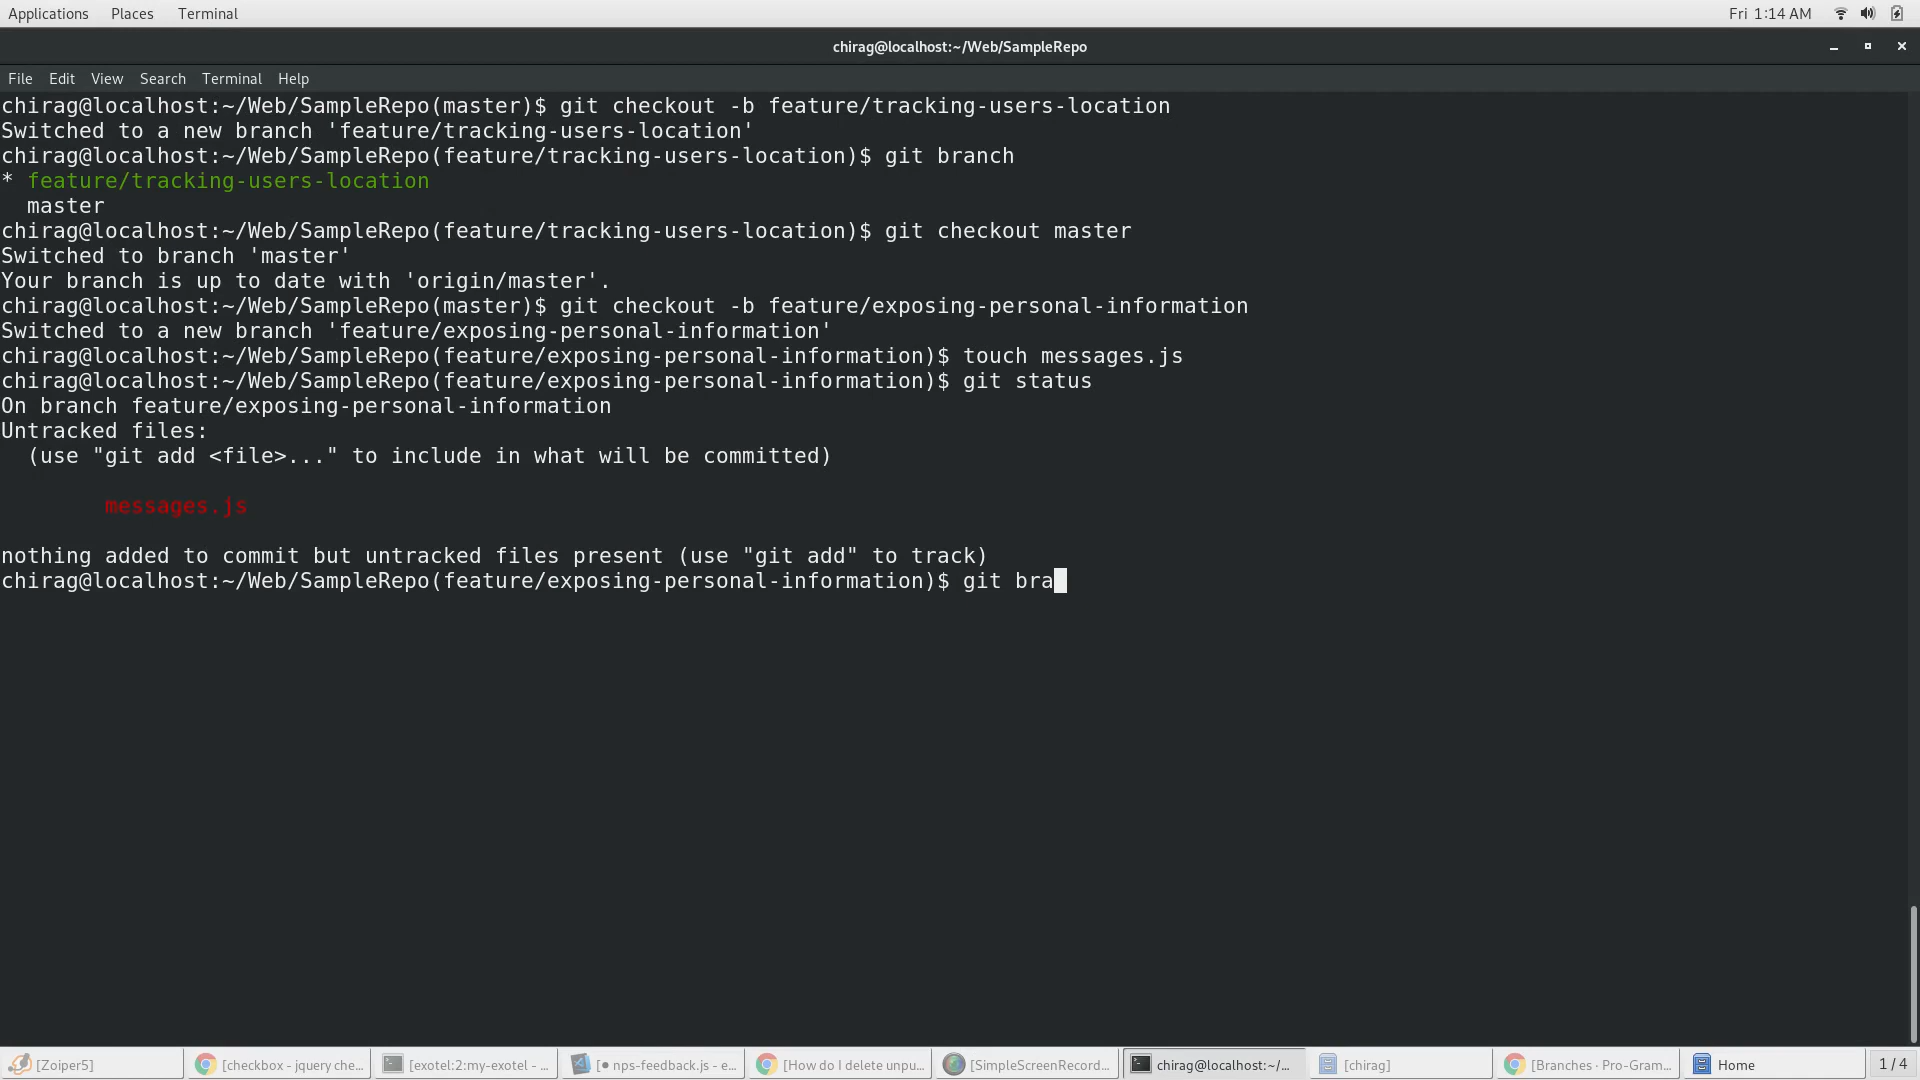 Applications Places Terminal Fri 1:14 AM
chirag@localhost:~/Web/SampleRepo
File Edit View Search Terminal Help
chirag@localhost:~/Web/SampleRepo(master)$ git checkout -b feature/tracking-users-location
Switched to a new branch 'feature/tracking-users-location'
chirag@localhost:~/Web/SampleRepo(feature/tracking-users-location)$ git branch
* feature/tracking-users-location
master
chirag@localhost:~/Web/SampleRepo(feature/tracking-users-location)$ git checkout master
Switched to branch 'master'
Your branch is up to date with 'origin/master'.
chirag@localhost:~/Web/SampleRepo(master)$ git checkout -b feature/exposing-personal-information
Switched to a new branch 'feature/exposing-personal-information'
chirag@localhost:~/Web/SampleRepo(feature/exposing-personal-information)$ touch messages.js
chirag@localhost:~/Web/SampleRepo(feature/exposing-personal-information)$ git status
On branch feature/exposing-personal-information
Untracked files:
(use "git add <file>..." to include in what will be committed)
messages.js
nothing added to commit but untracked files present (use "git add" to track)
chirag@localhost:~/Web/SampleRepo(feature/exposing-personal-information)$ git bra
[Zoiper5] [checkbox - jquery che... [exotel:2:my-exotel - ... [• nps-feedback.js - e... [How do I delete unpu... [SimpleScreenRecord... chirag@localhost:~/... [chirag] [Branches · Pro-Gram... Home 1 / 4